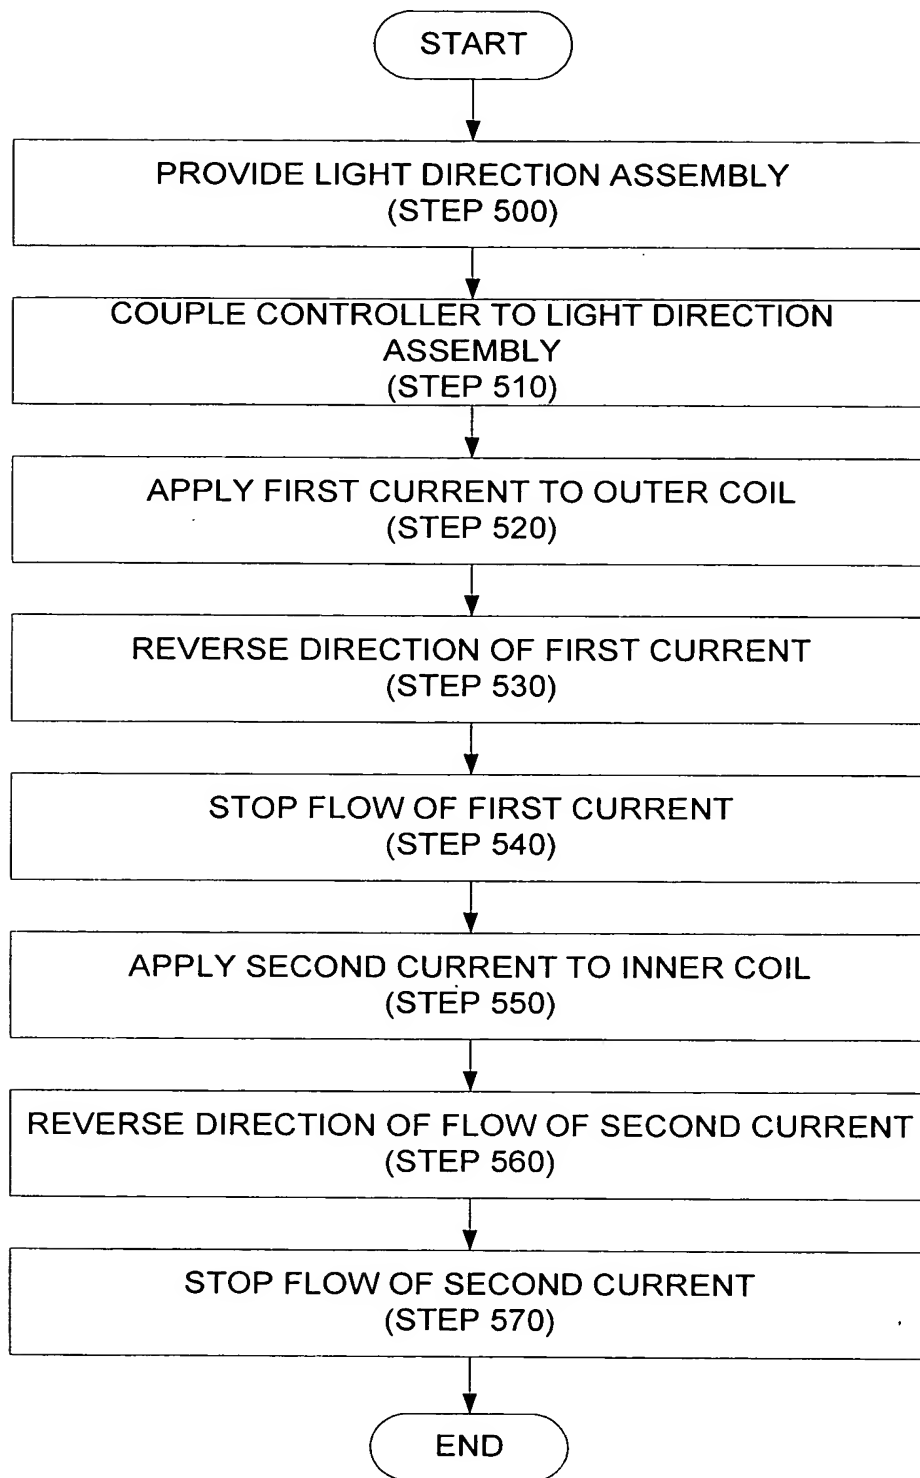 START
PROVIDE LIGHT DIRECTION ASSEMBLY
(STEP 500)
COUPLE CONTROLLER TO LIGHT DIRECTION
ASSEMBLY
(STEP 510)
APPLY FIRST CURRENT TO OUTER COIL
(STEP 520)
REVERSE DIRECTION OF FIRST CURRENT
(STEP 530)
STOP FLOW OF FIRST CURRENT
(STEP 540)
APPLY SECOND CURRENT TO INNER COIL
(STEP 550)
REVERSE DIRECTION OF FLOW OF SECOND CURRENT
(STEP 560)
STOP FLOW OF SECOND CURRENT
(STEP 570)
END